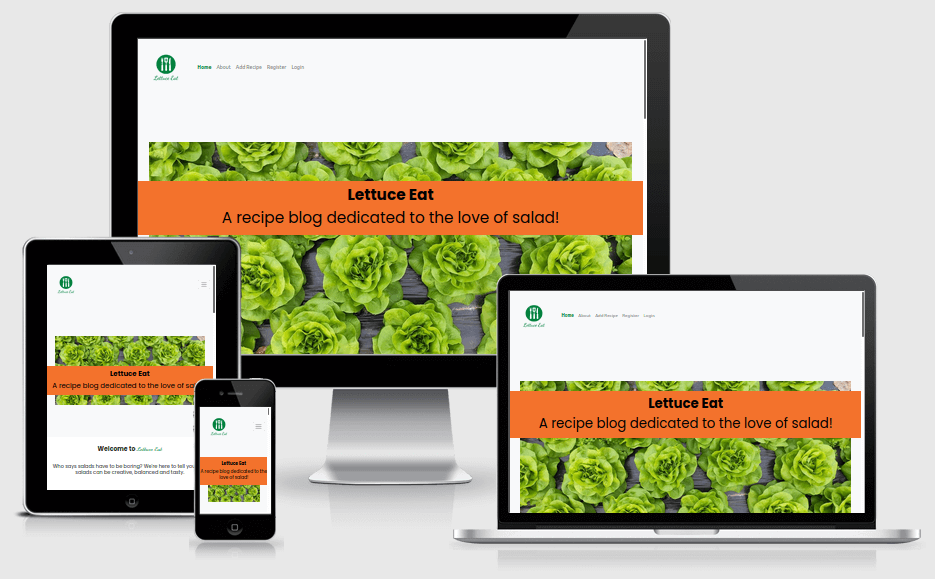 Lettuce Eat
Home About Add Recipe Register Login
Lettuce Eat
A recipe blog dedicated to the love of salad!
Lettuce Eat
Lettuce Eat
A recipe blog dedicated to the love of sal
Welcome to Lettuce Eat
Who says salads have to be boring? We're here to tell you
salads can be creative, balanced and tasty.
Lettuce Eat
Lettuce Eat
A recipe blog dedicated to the
love of salad!
Lettuce Eat
Home About Add Recipe Register Login
Lettuce Eat
A recipe blog dedicated to the love of salad!